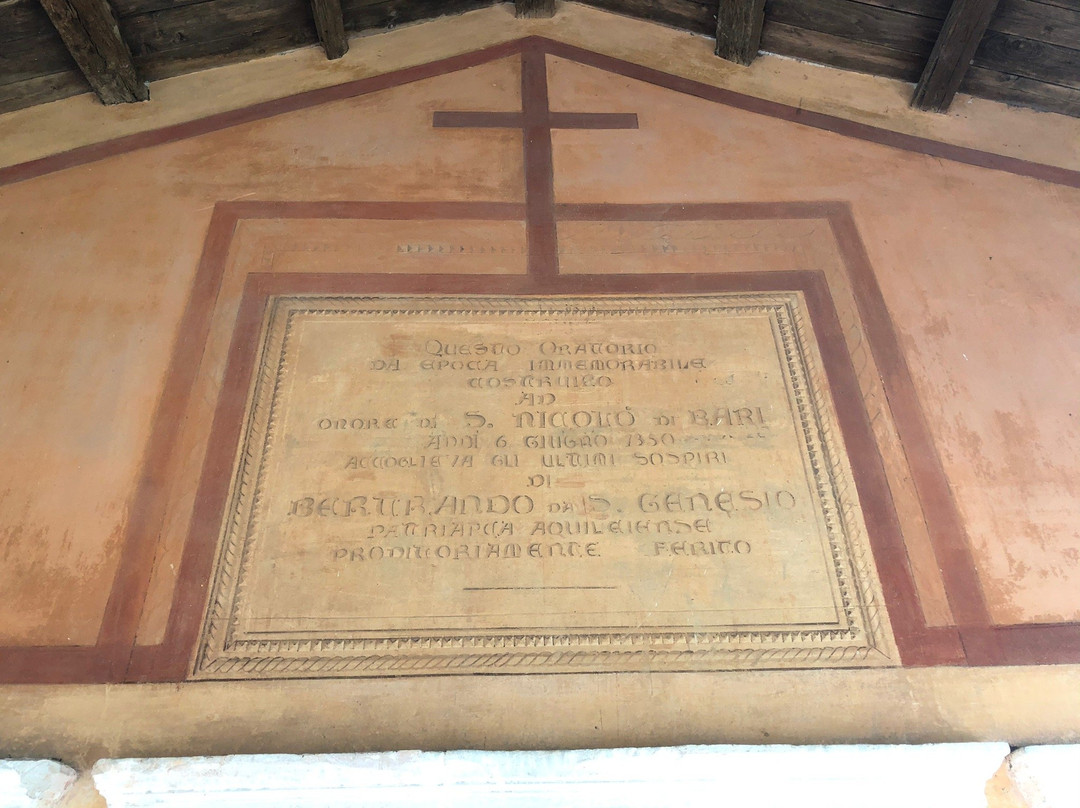 QUESTO ORATORIO
DA EPOCA IMMEMORABILE
COSTRUITO
AD
ONORE DI S. NICOLÒ DI BARI
ADDÌ 6 GIUGNO 1350
ACCOGLIEVA GLI ULTIMI SOSPIRI
DI
BERTRANDO DA S. GENESIO
PATRIARCA AQUILEIESE
PRODITORIAMENTE FERITO